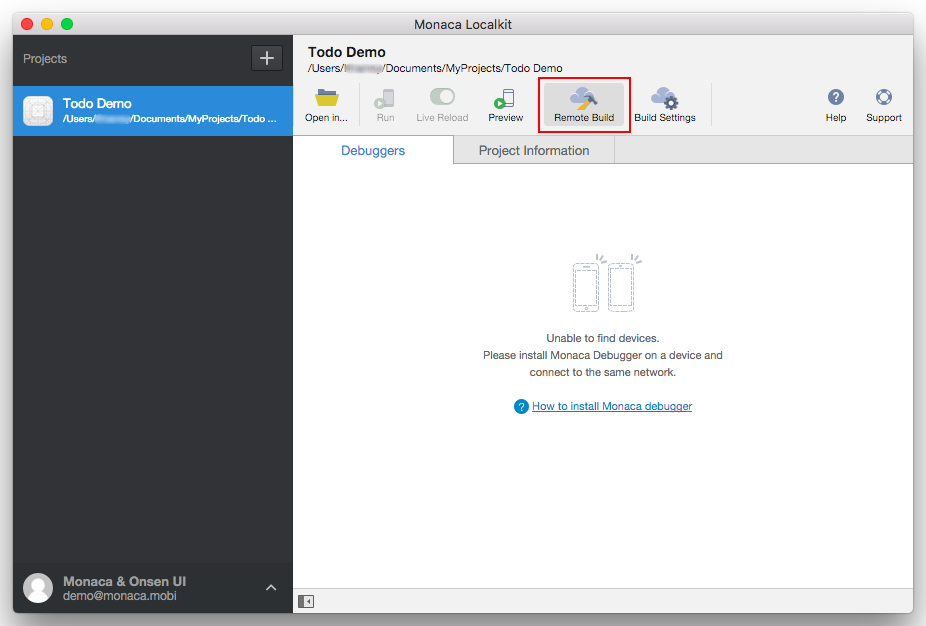 Monaca Localkit
Projects
Todo Demo
/Users/ /Documents/MyProjects/Todo ...
Todo Demo
/Users/ /Documents/MyProjects/Todo Demo
Open in...
Run
Live Reload
Preview
Remote Build
Build Settings
Help
Support
Debuggers
Project Information
Unable to find devices.
Please install Monaca Debugger on a device and
connect to the same network.
? How to install Monaca debugger
Monaca & Onsen UI
demo@monaca.mobi